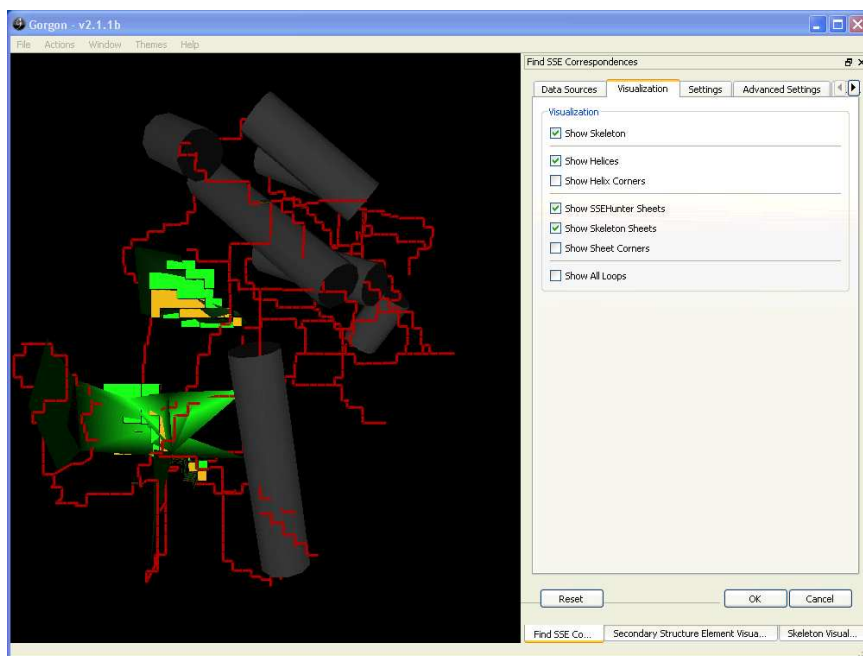 Gorgon - v2.1.1b
File Actions Window Themes Help
Find SSE Correspondences
Data Sources Visualization Settings Advanced Settings
Visualization
Show Skeleton
Show Helices
Show Helix Corners
Show SSEHunter Sheets
Show Skeleton Sheets
Show Sheet Corners
Show All Loops
Reset OK Cancel
Find SSE Co... Secondary Structure Element Visua... Skeleton Visual...